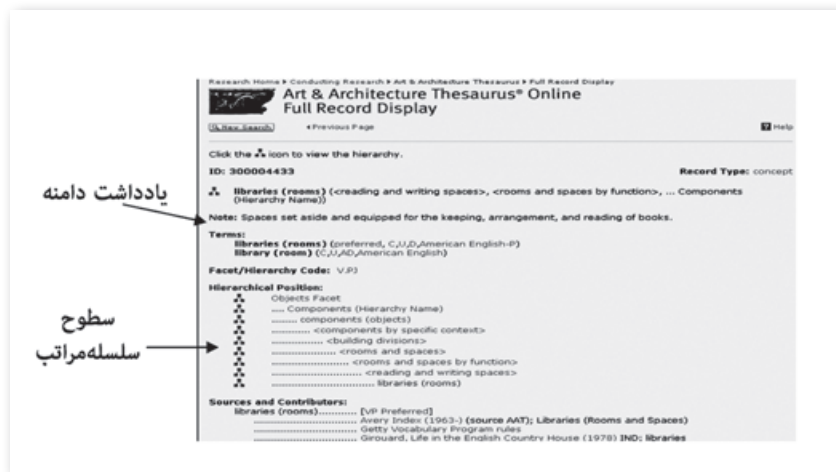 Research Home ▸ Conducting Research ▸ Art & Architecture Thesaurus ▸ Full Record Display
Art & Architecture Thesaurus® Online
Full Record Display
New Search ◂ Previous Page ? Help
Click the icon to view the hierarchy.
ID: 300004433 Record Type: concept
libraries (rooms) (<reading and writing spaces>, <rooms and spaces by function>, ... Components
(Hierarchy Name))
یادداشت دامنه
Note: Spaces set aside and equipped for the keeping, arrangement, and reading of books.
Terms:
libraries (rooms) (preferred, C,U,D,American English-P)
library (room) (C,U,AD,American English)
Facet/Hierarchy Code: V.PJ
Hierarchical Position:
Objects Facet
.... Components (Hierarchy Name)
........ components (objects)
............ <components by specific context>
................ <building divisions>
سطوح
سلسله‌مراتب
.................... <rooms and spaces>
........................ <rooms and spaces by function>
............................ <reading and writing spaces>
................................ libraries (rooms)
Sources and Contributors:
libraries (rooms)........... [VP Preferred]
Avery Index (1963-) (source AAT); Libraries (Rooms and Spaces)
Getty Vocabulary Program rules
Girouard, Life in the English Country House (1978) IND; libraries